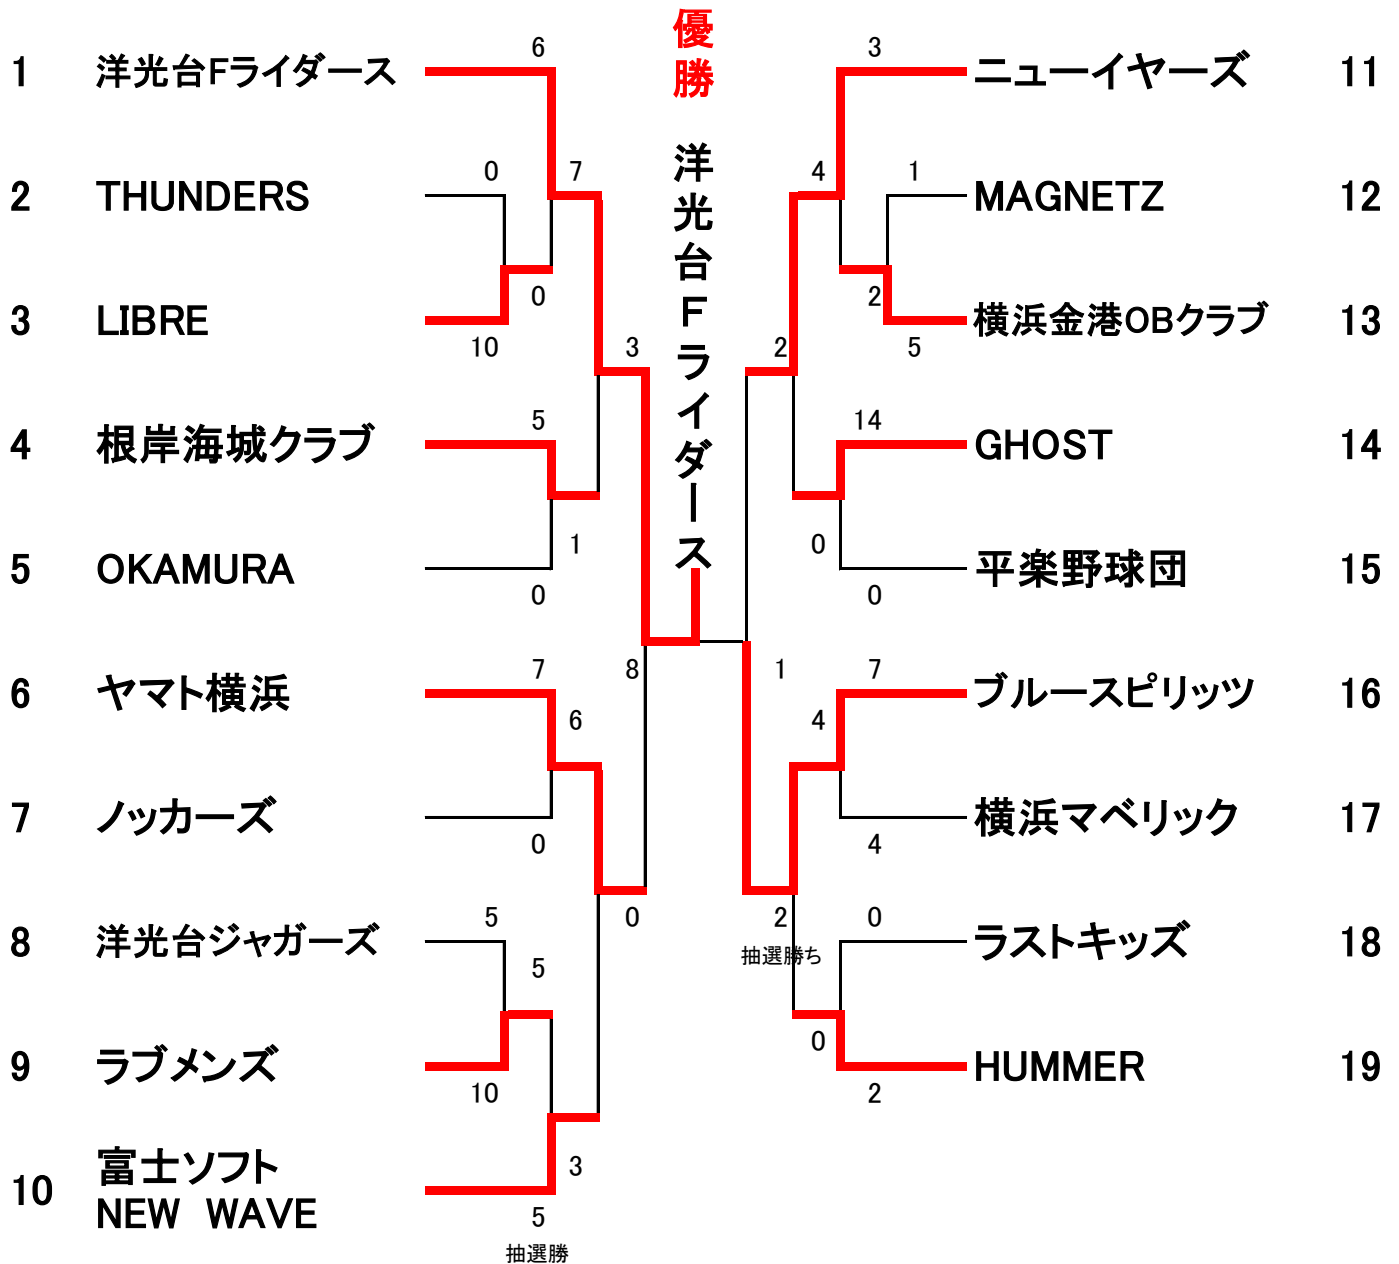 優勝 洋光台Fライダース
6
1 洋光台Fライダース
0
7
2 THUNDERS
0
3 LIBRE
10
3
5
4 根岸海城クラブ
1
5 OKAMURA
0
7
8
6 ヤマト横浜
6
7 ノッカーズ
0
5
0
8 洋光台ジャガーズ
5
9 ラブメンズ
10
3
10 富士ソフト
NEW WAVE
5
抽選勝
3
ニューイヤーズ 11
4
1
MAGNETZ 12
2
横浜金港OBクラブ 13
2
5
14
GHOST 14
0
平楽野球団 15
0
1
7
ブルースピリッツ 16
4
横浜マベリック 17
4
2
0
抽選勝ち
ラストキッズ 18
0
HUMMER 19
2